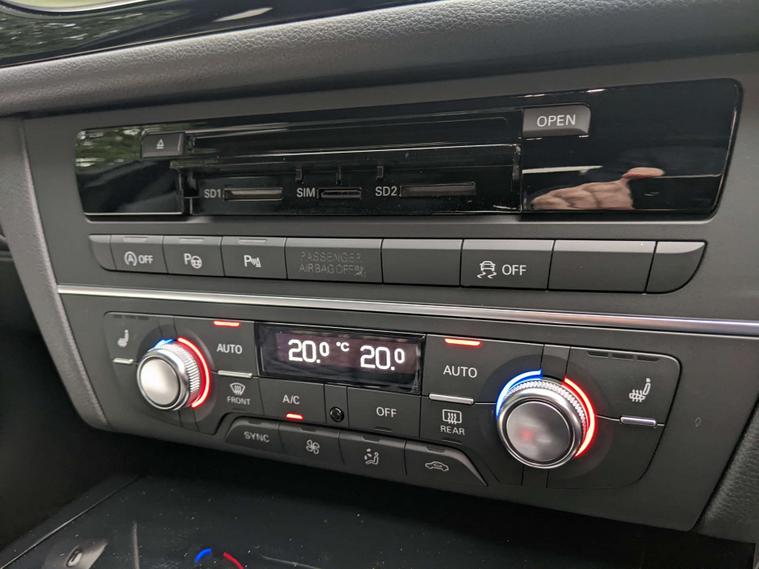 OPEN
SD1 SIM SD2
OFF P P PASSENGER
AIRBAG OFF OFF
AUTO 20.0 °C 20.0 AUTO
FRONT A/C OFF REAR
SYNC